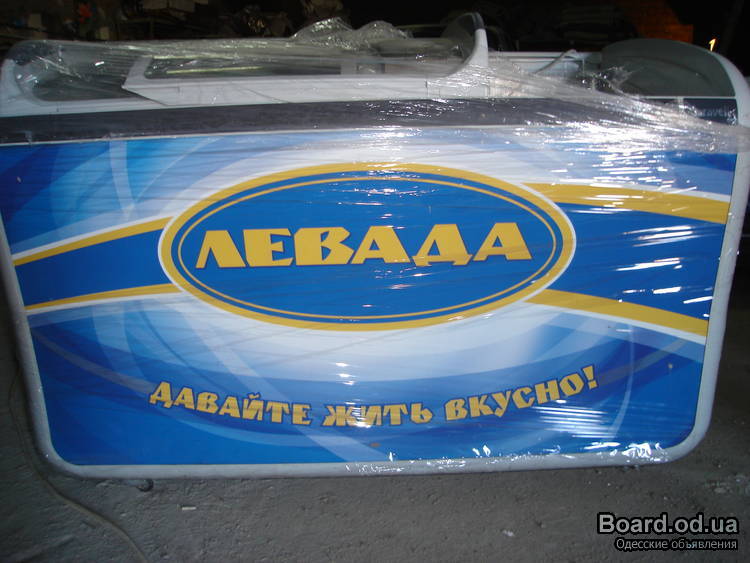 ЛЕВАДА
ДАВАЙТЕ ЖИТЬ ВКУСНО!
Board.od.ua
Одесские объявления